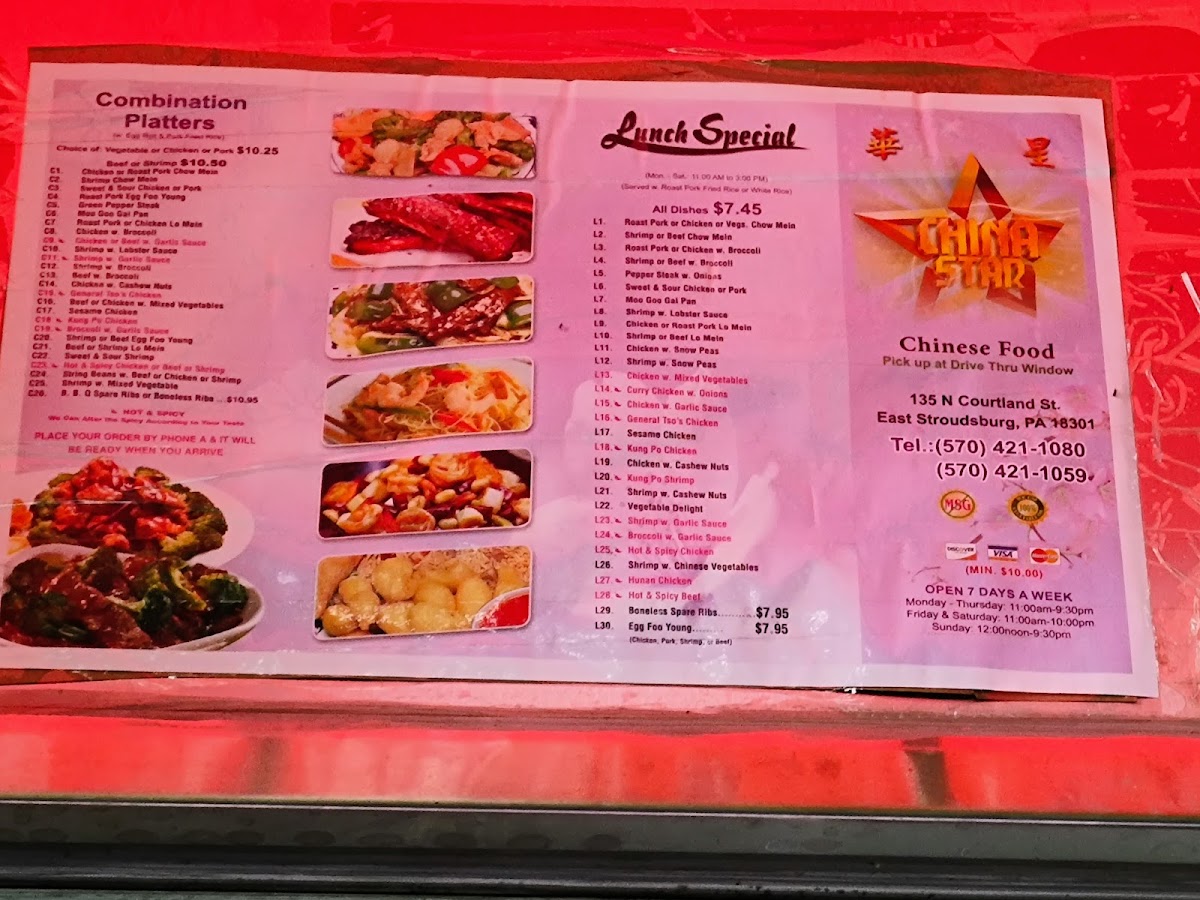 Combination
Platters
(w. Egg Roll & Pork Fried Rice)
Choice of: Vegetable or Chicken or Pork $10.25
Beef or Shrimp $10.50
C1. Chicken or Roast Pork Chow Mein
C2. Shrimp Chow Mein
C3. Sweet & Sour Chicken or Pork
C4. Roast Pork Egg Foo Young
C5. Green Pepper Steak
C6. Moo Goo Gai Pan
C7. Roast Pork or Chicken Lo Mein
C8. Chicken w. Broccoli
C9. Chicken or Beef w. Garlic Sauce
C10. Shrimp w. Lobster Sauce
C11. Shrimp w. Garlic Sauce
C12. Shrimp w. Broccoli
C13. Beef w. Broccoli
C14. Chicken w. Cashew Nuts
C15. General Tso's Chicken
C16. Beef or Chicken w. Mixed Vegetables
C17. Sesame Chicken
C18. Kung Po Chicken
C19. Broccoli w. Garlic Sauce
C20. Shrimp or Beef Egg Foo Young
C21. Beef or Shrimp Lo Mein
C22. Sweet & Sour Shrimp
C23. Hot & Spicy Chicken or Beef or Shrimp
C24. String Beans w. Beef or Chicken or Shrimp
C25. Shrimp w. Mixed Vegetable
C26. B. B. Q Spare Ribs or Boneless Ribs ... $10.95
HOT & SPICY
We Can Alter the Spicy According to Your Taste
PLACE YOUR ORDER BY PHONE A & IT WILL
BE READY WHEN YOU ARRIVE
Lunch Special
(Mon. - Sat. 11:00 AM to 3:00 PM)
(Served w. Roast Pork Fried Rice or White Rice)
All Dishes $7.45
L1. Roast Pork or Chicken or Vegs. Chow Mein
L2. Shrimp or Beef Chow Mein
L3. Roast Pork or Chicken w. Broccoli
L4. Shrimp or Beef w. Broccoli
L5. Pepper Steak w. Onions
L6. Sweet & Sour Chicken or Pork
L7. Moo Goo Gai Pan
L8. Shrimp w. Lobster Sauce
L9. Chicken or Roast Pork Lo Mein
L10. Shrimp or Beef Lo Mein
L11. Chicken w. Snow Peas
L12. Shrimp w. Snow Peas
L13. Chicken w. Mixed Vegetables
L14. Curry Chicken w. Onions
L15. Chicken w. Garlic Sauce
L16. General Tso's Chicken
L17. Sesame Chicken
L18. Kung Po Chicken
L19. Chicken w. Cashew Nuts
L20. Kung Po Shrimp
L21. Shrimp w. Cashew Nuts
L22. Vegetable Delight
L23. Shrimp w. Garlic Sauce
L24. Broccoli w. Garlic Sauce
L25. Hot & Spicy Chicken
L26. Shrimp w. Chinese Vegetables
L27. Hunan Chicken
L28. Hot & Spicy Beef
L29. Boneless Spare Ribs........... $7.95
L30. Egg Foo Young......... $7.95
(Chicken, Pork, Shrimp, or Beef)
華 星
CHINA
STAR
Chinese Food
Pick up at Drive Thru Window
135 N Courtland St.
East Stroudsburg, PA 18301
Tel.:(570) 421-1080
(570) 421-1059
MSG 100%
DISCOVER VISA MasterCard
(MIN. $10.00)
OPEN 7 DAYS A WEEK
Monday - Thursday: 11:00am-9:30pm
Friday & Saturday: 11:00am-10:00pm
Sunday: 12:00noon-9:30pm